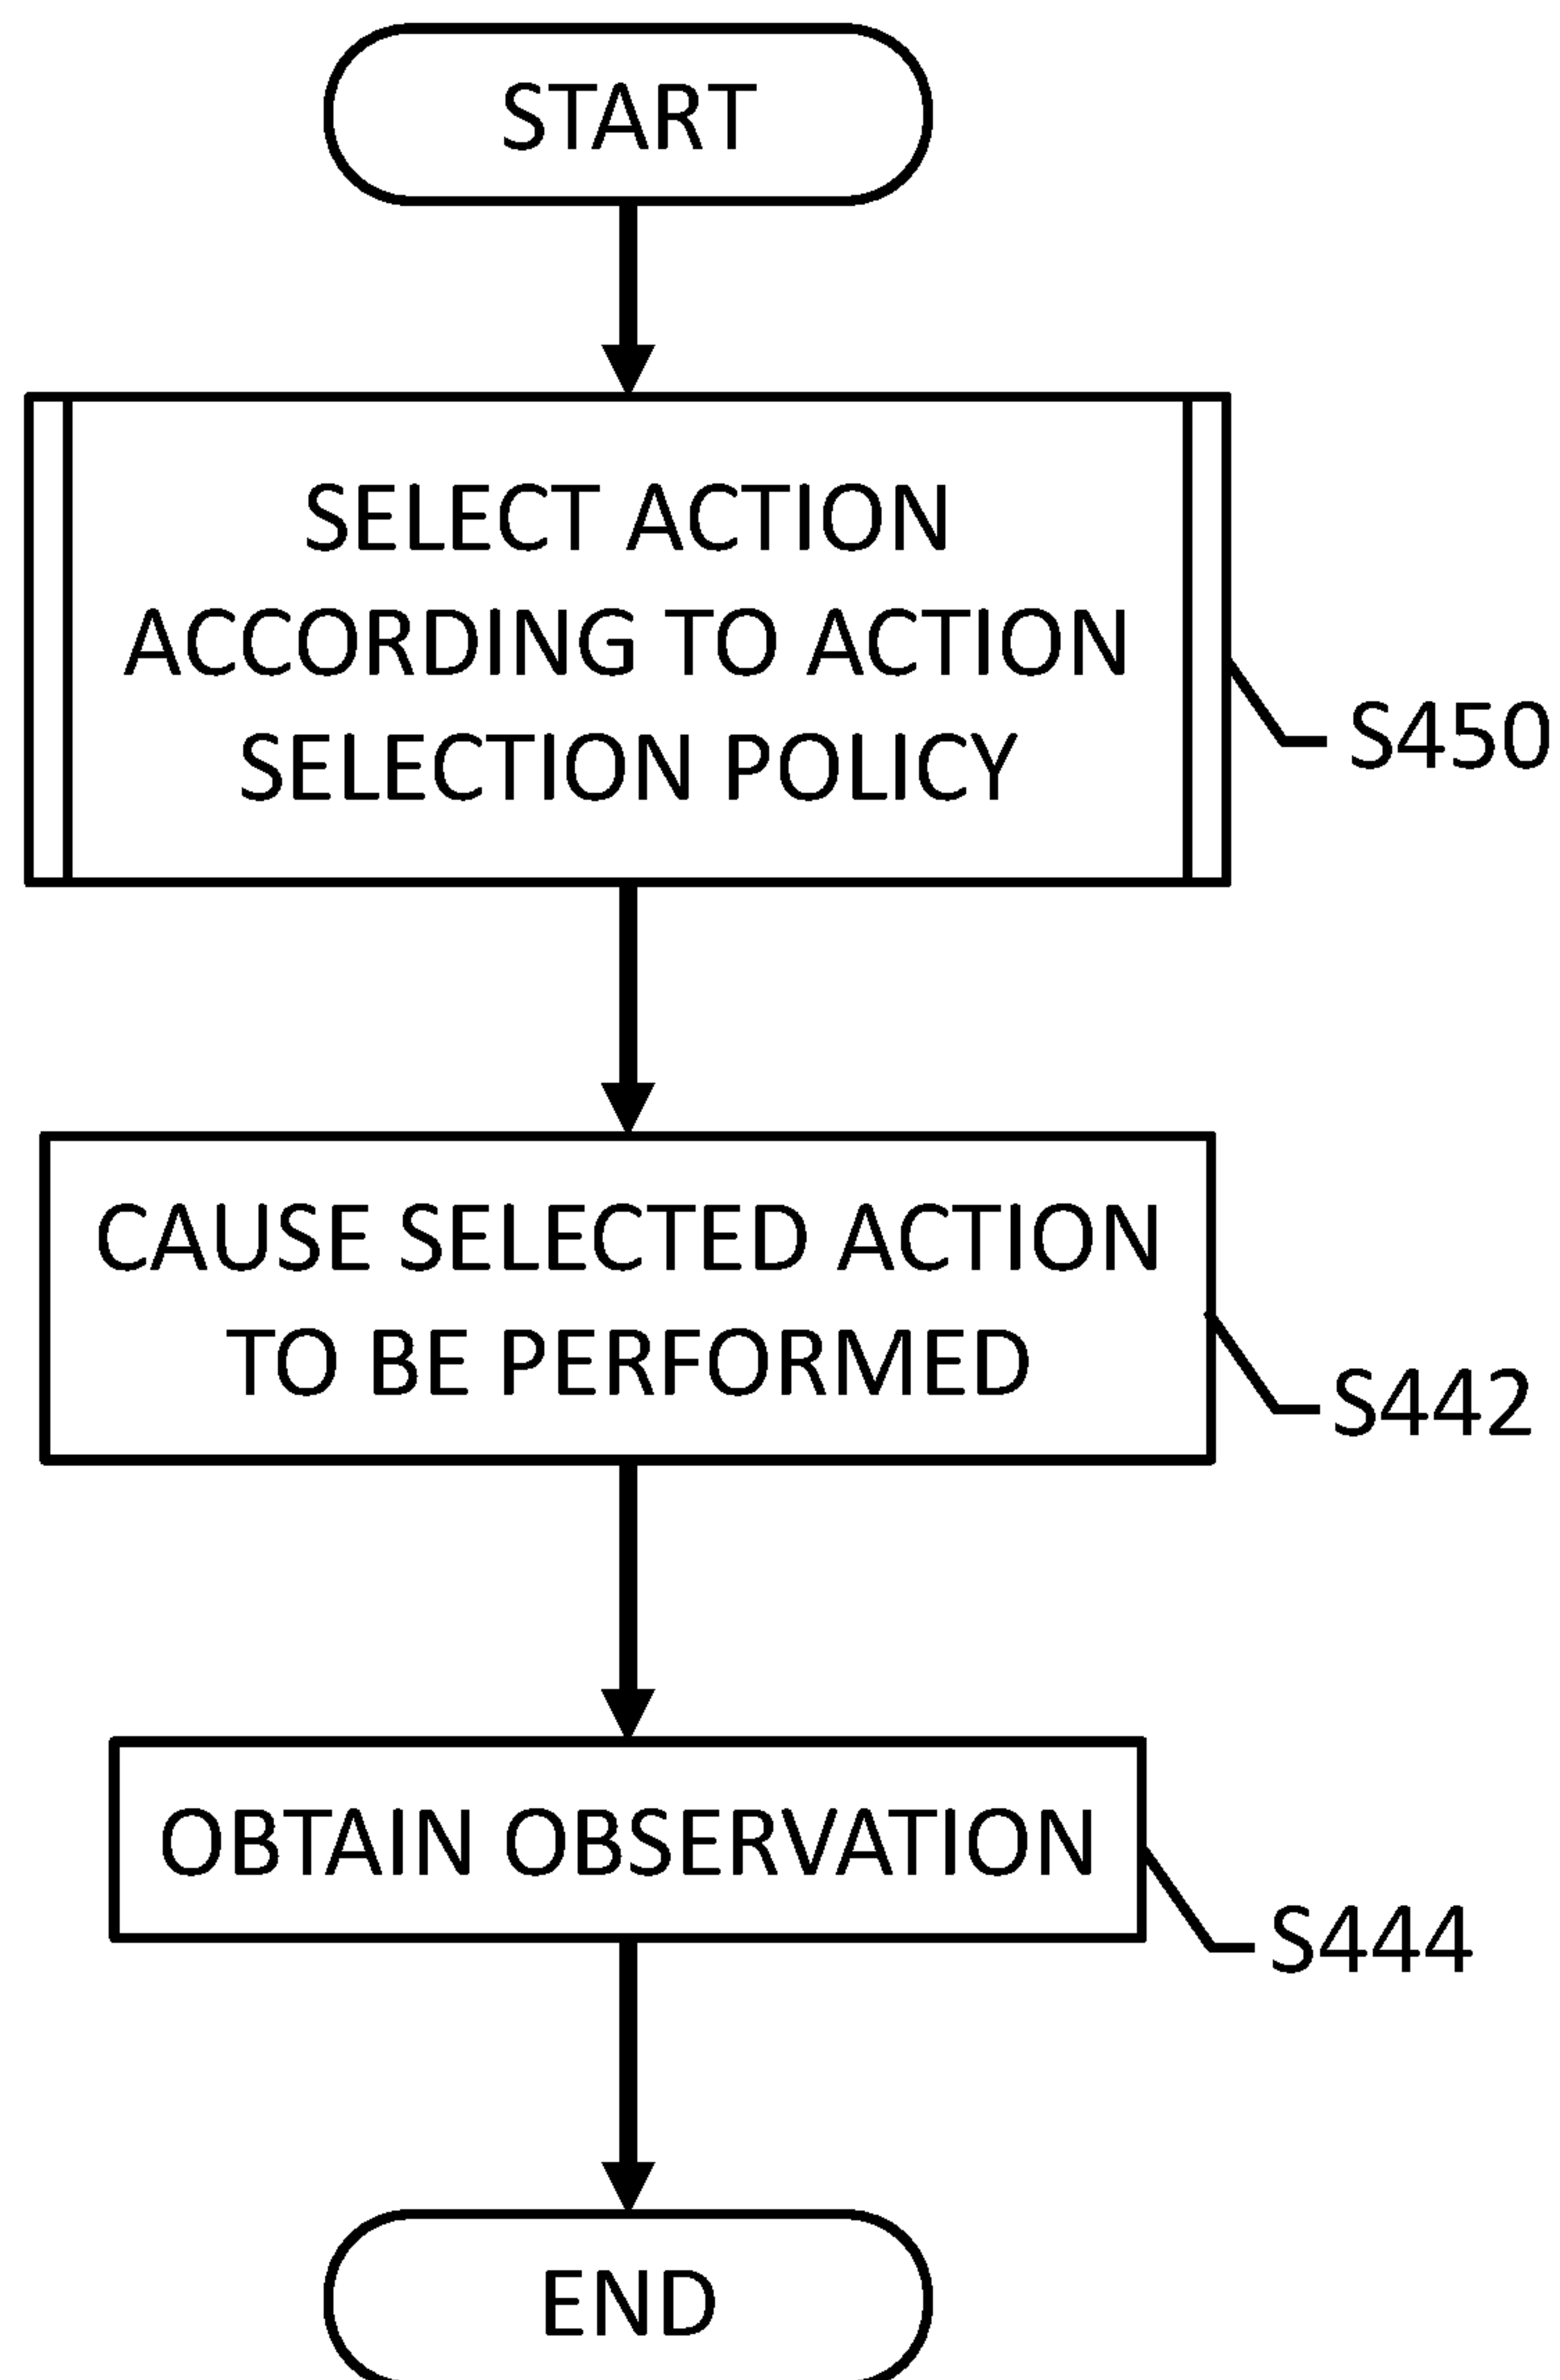 START
SELECT ACTION
ACCORDING TO ACTION
SELECTION POLICY
S450
CAUSE SELECTED ACTION
TO BE PERFORMED
S442
OBTAIN OBSERVATION
S444
END